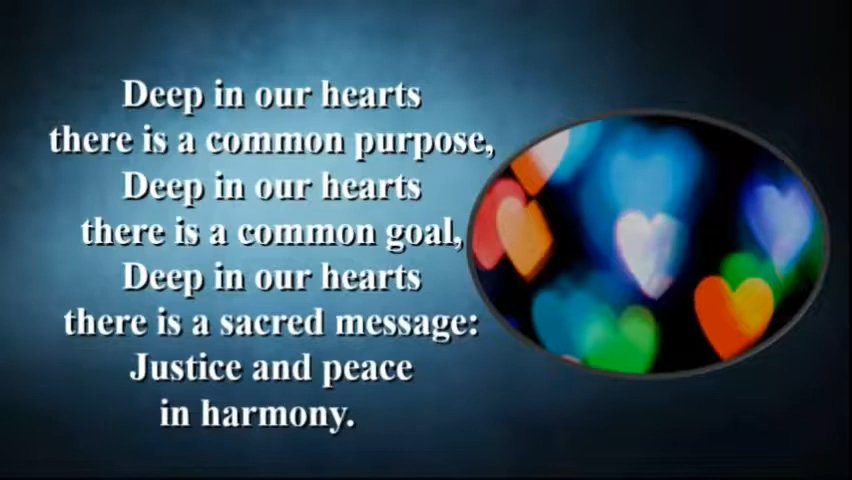 Deep in our hearts
there is a common purpose,
Deep in our hearts
there is a common goal,
Deep in our hearts
there is a sacred message:
Justice and peace
in harmony.